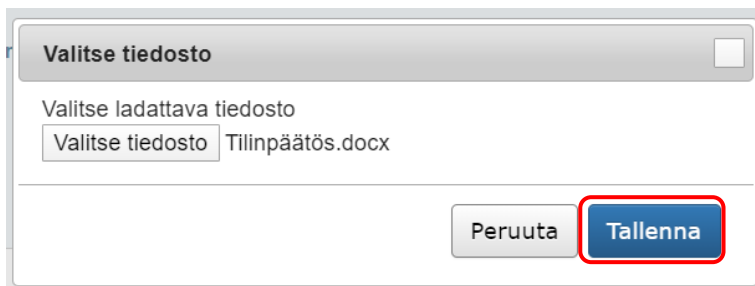 Valitse tiedosto
Valitse ladattava tiedosto
Valitse tiedosto Tilinpäätös.docx
Peruuta Tallenna